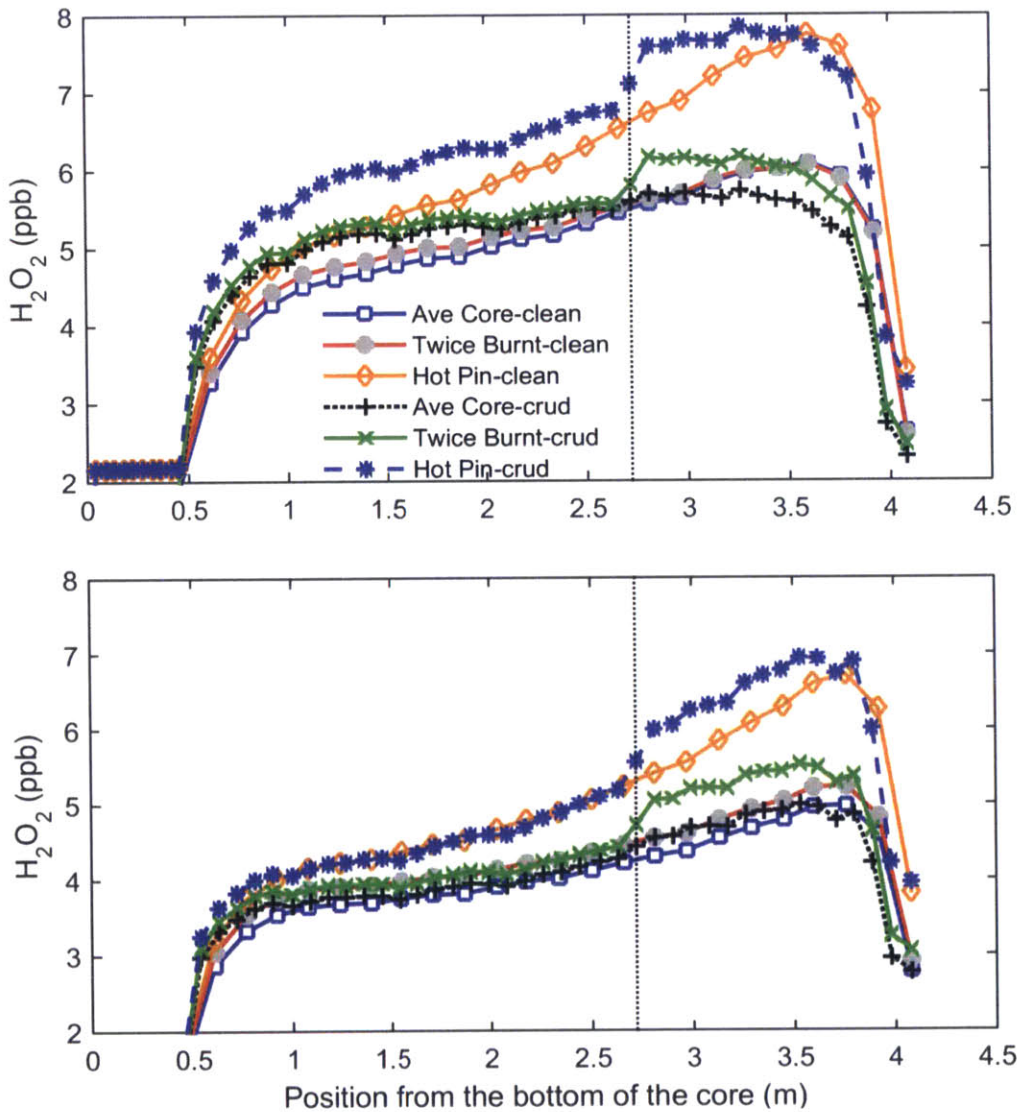 8
7
6
5
4
3
2
H₂O₂ (ppb)
Ave Core-clean
Twice Burnt-clean
Hot Pin-clean
Ave Core-crud
Twice Burnt-crud
Hot Pin-crud
0 0.5 1 1.5 2 2.5 3 3.5 4 4.5
8
7
6
5
4
3
2
H₂O₂ (ppb)
0 0.5 1 1.5 2 2.5 3 3.5 4 4.5
Position from the bottom of the core (m)